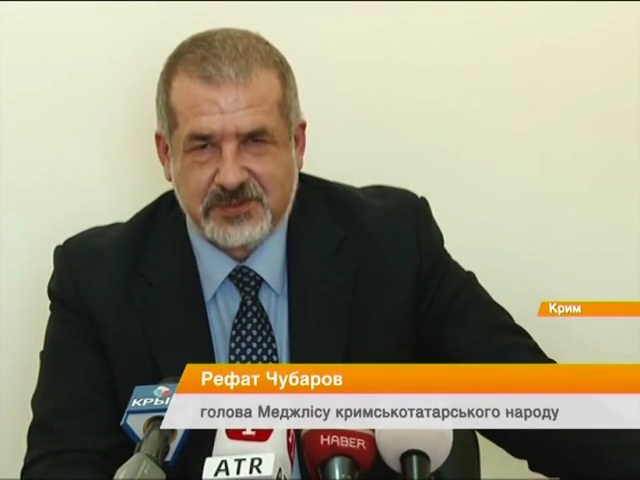 Крим
Рефат Чубаров
голова Меджлісу кримськотатарського народу
КРЫ
HABER
ATR